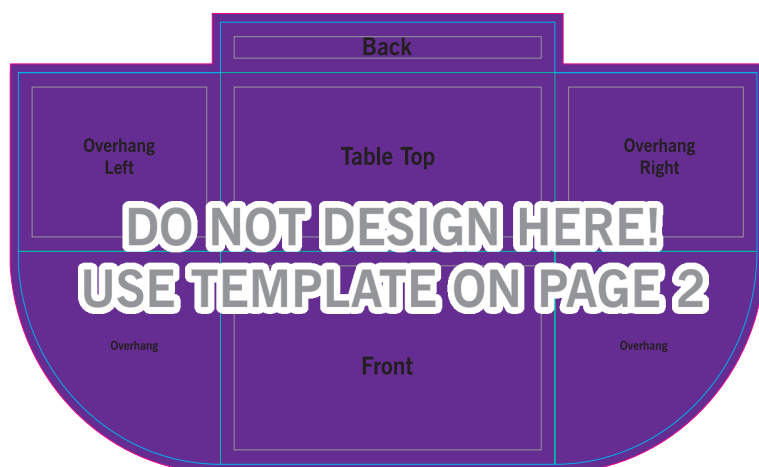 Back
Overhang
Left
Table Top
Overhang
Right
DO NOT DESIGN HERE!
USE TEMPLATE ON PAGE 2
Overhang
Front
Overhang